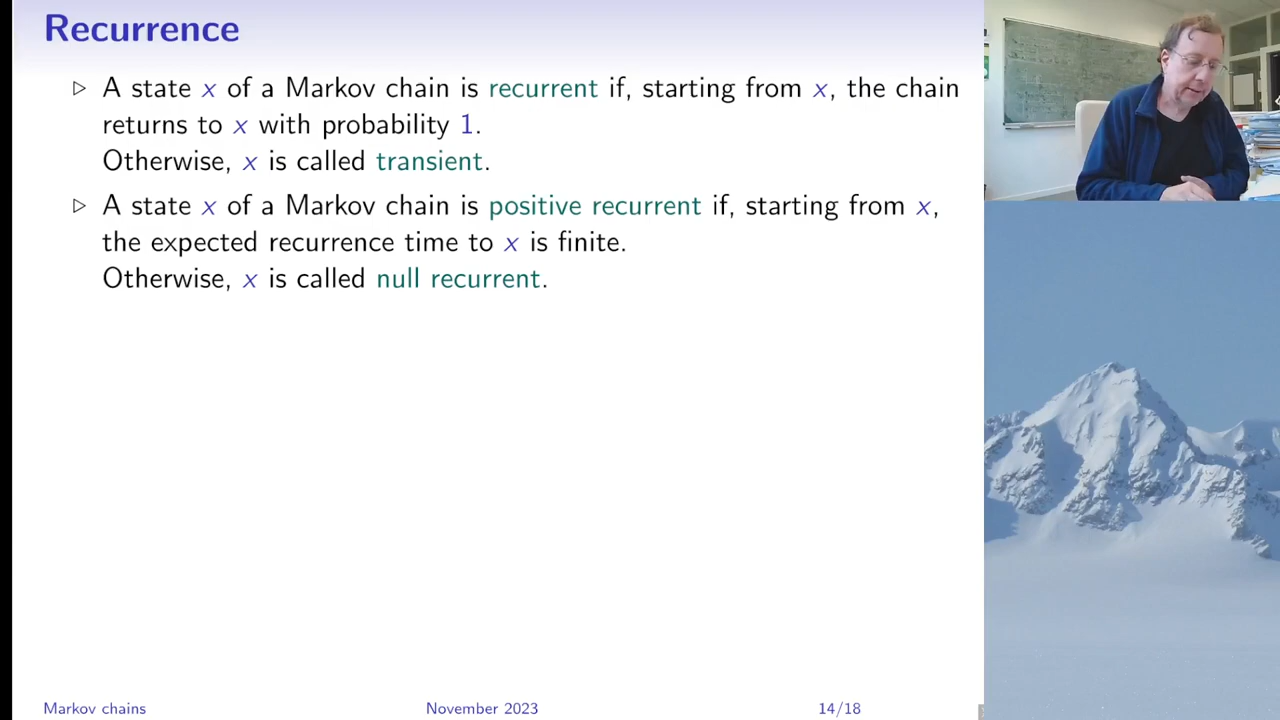 Recurrence
▷ A state x of a Markov chain is recurrent if, starting from x, the chain
returns to x with probability 1.
Otherwise, x is called transient.
▷ A state x of a Markov chain is positive recurrent if, starting from x,
the expected recurrence time to x is finite.
Otherwise, x is called null recurrent.
Markov chains November 2023 14/18